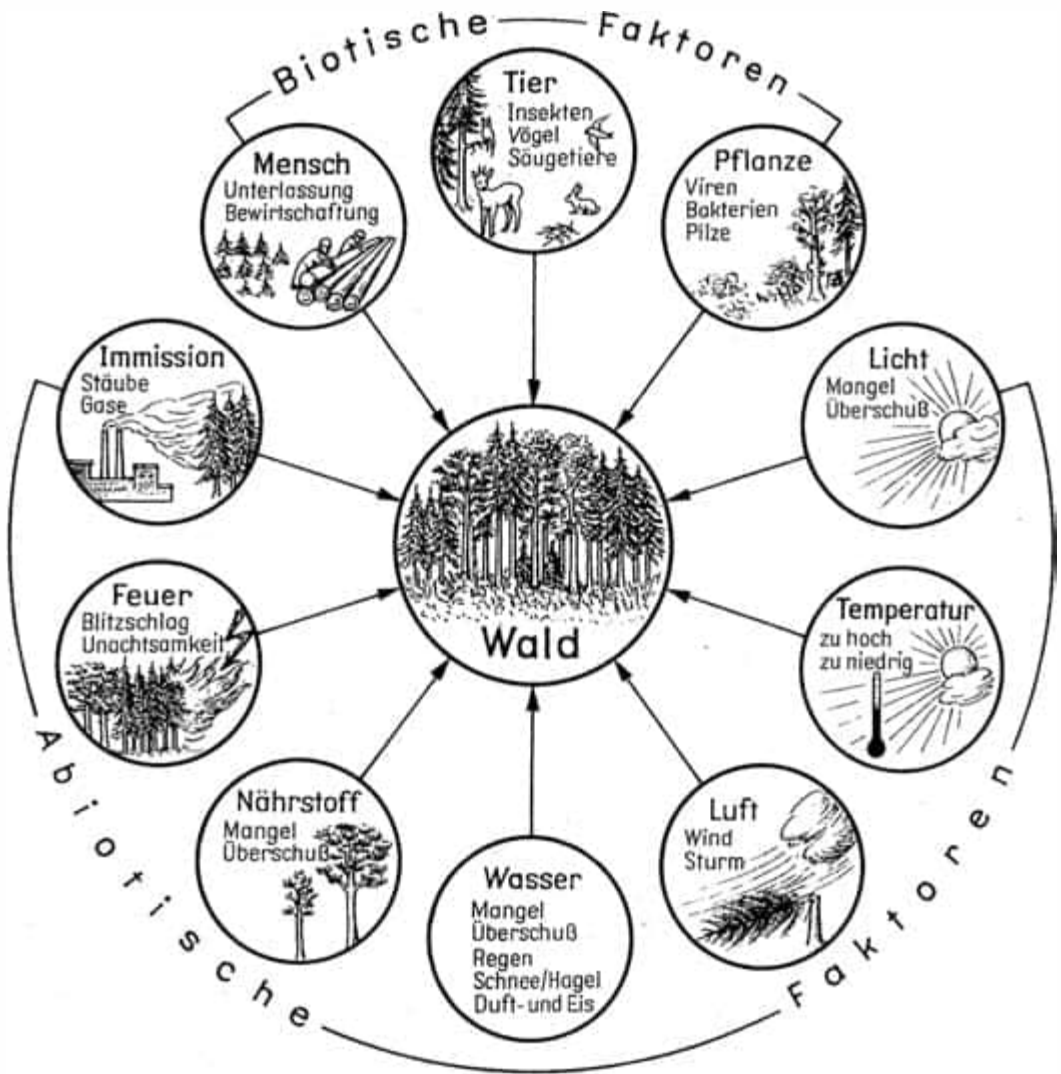 Biotische Faktoren
Tier
Insekten
Vögel
Säugetiere
Mensch
Unterlassung
Bewirtschaftung
Pflanze
Viren
Bakterien
Pilze
Immission
Stäube
Gase
Licht
Mangel
Überschuß
Wald
Feuer
Blitzschlag
Unachtsamkeit
Temperatur
zu hoch
zu niedrig
Nährstoff
Mangel
Überschuß
Luft
Wind
Sturm
Wasser
Mangel
Überschuß
Regen
Schnee/Hagel
Duft- und Eis
Abiotische Faktoren